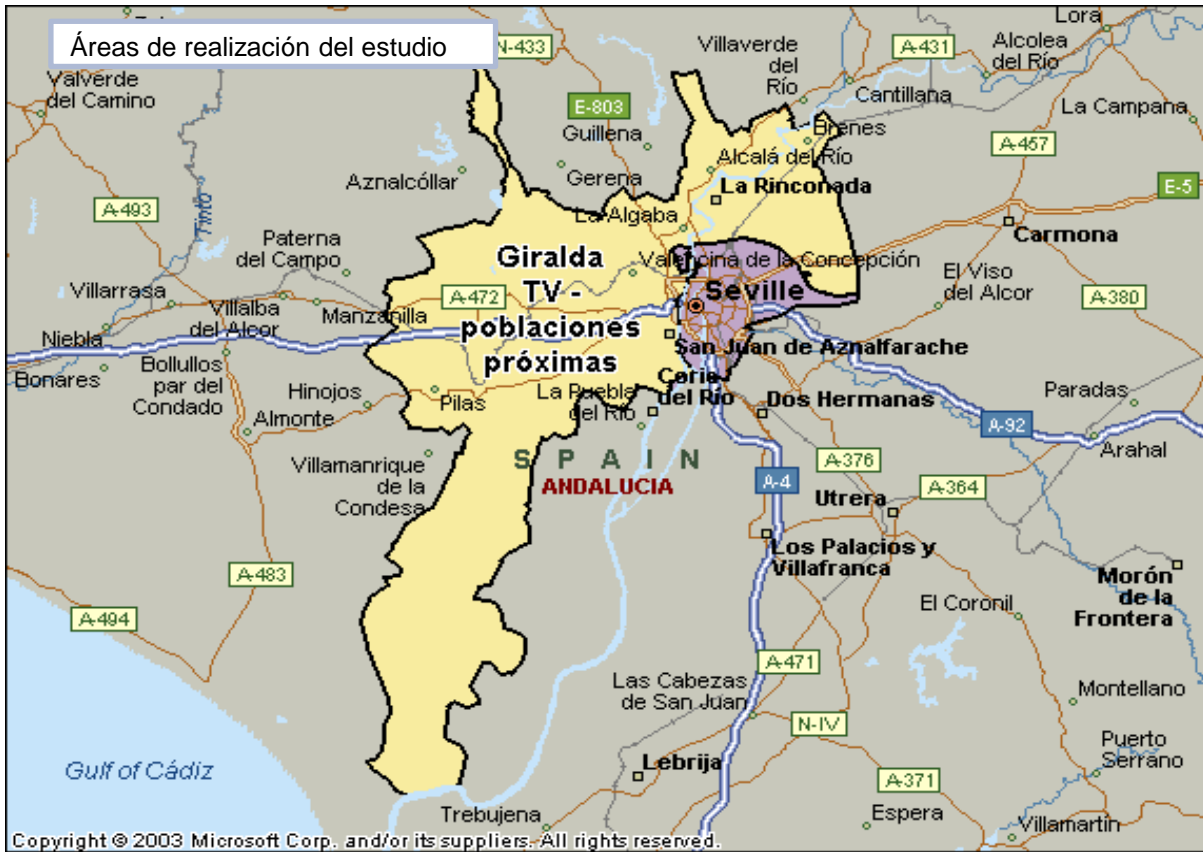 Áreas de realización del estudio
N-433
Lora
Villaverde
del
Río
A-431
Alcolea
del Río
Valverde
del Camino
Cantillana
La Campana
E-803
Guillena
Brenes
A-457
Aznalcóllar
Gerena
Alcalá del Río
La Rinconada
E-5
A-493
Tinto
La Algaba
Carmona
Paterna
del Campo
Giralda
TV -
poblaciones
próximas
Valencina de la Concepción
El Viso
del Alcor
Villarrasa
Villalba
del Alcor
A-472
Seville
A-380
Manzanilla
Niebla
San Juan de Aznalfarache
Bonares
Bollullos
par del
Condado
Hinojos
Pilas
La Puebla
del Río
Coria
del Río
Dos Hermanas
Paradas
Almonte
A-92
Arahal
Villamanrique
de la
Condesa
SPAIN
ANDALUCIA
A-376
A-4
A-364
Utrera
Los Palacios y
Villafranca
A-483
Morón
de la
Frontera
A-494
El Coronil
A-471
Las Cabezas
de San Juan
Montellano
N-IV
Puerto
Serrano
Gulf of Cádiz
Lebrija
A-371
Trebujena
Espera
Villamartin
Copyright © 2003 Microsoft Corp. and/or its suppliers. All rights reserved.